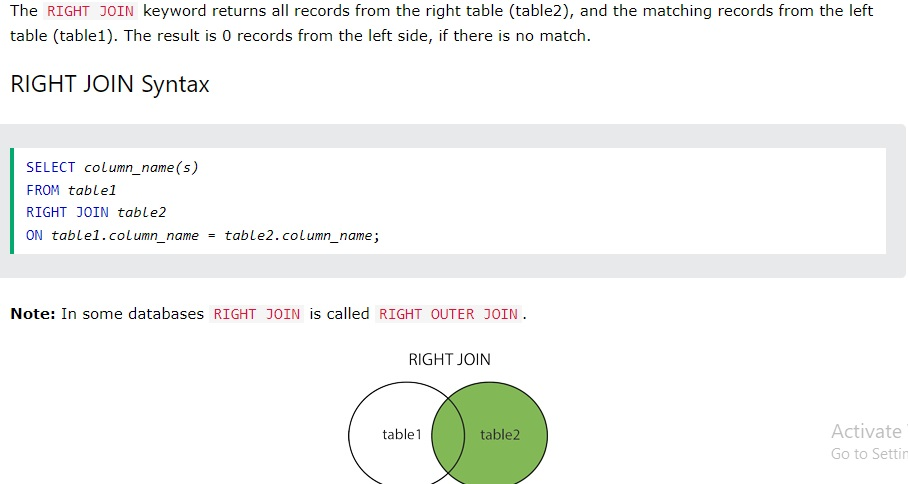 The RIGHT JOIN keyword returns all records from the right table (table2), and the matching records from the left
table (table1). The result is 0 records from the left side, if there is no match.
RIGHT JOIN Syntax
SELECT column_name(s)
FROM table1
RIGHT JOIN table2
ON table1.column_name = table2.column_name;
Note: In some databases RIGHT JOIN is called RIGHT OUTER JOIN.
RIGHT JOIN
table1 table2
Activate
Go to Settin